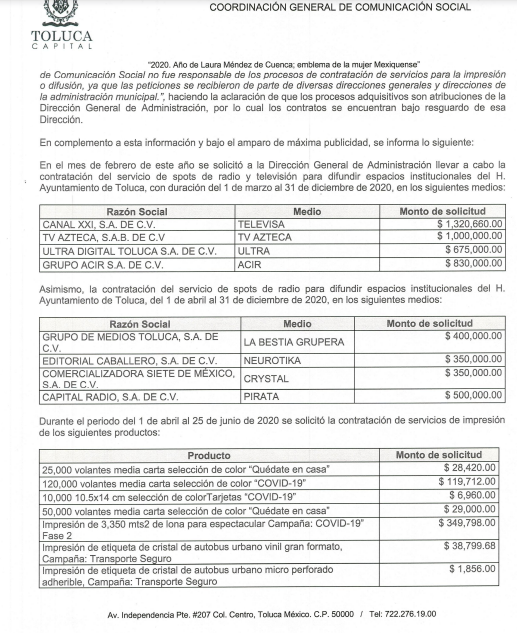 COORDINACIÓN GENERAL DE COMUNICACIÓN SOCIAL
TOLUCA
CAPITAL
"2020. Año de Laura Méndez de Cuenca; emblema de la mujer Mexiquense"
de Comunicación Social no fue responsable de los procesos de contratación de servicios para la impresión
o difusión, ya que las peticiones se recibieron de parte de diversas direcciones generales y direcciones de
la administración municipal.", haciendo la aclaración de que los procesos adquisitivos son atribuciones de la
Dirección General de Administración, por lo cual los contratos se encuentran bajo resguardo de esa
Dirección.
En complemento a esta información y bajo el amparo de máxima publicidad, se informa lo siguiente:
En el mes de febrero de este año se solicitó a la Dirección General de Administración llevar a cabo la
contratación del servicio de spots de radio y televisión para difundir espacios institucionales del H.
Ayuntamiento de Toluca, con duración del 1 de marzo al 31 de diciembre de 2020, en los siguientes medios:
Razón Social Medio Monto de solicitud
CANAL XXI, S.A. DE C.V. TELEVISA $ 1,320,660.00
TV AZTECA, S.A.B. DE C.V TV AZTECA $ 1,000,000.00
ULTRA DIGITAL TOLUCA S.A. DE C.V. ULTRA $ 675,000.00
GRUPO ACIR S.A. DE C.V. ACIR $ 830,000.00
Asimismo, la contratación del servicio de spots de radio para difundir espacios institucionales del H.
Ayuntamiento de Toluca, del 1 de abril al 31 de diciembre de 2020, en los siguientes medios:
Razón Social Medio Monto de solicitud
GRUPO DE MEDIOS TOLUCA, S.A. DE
C.V. LA BESTIA GRUPERA $ 400,000.00
EDITORIAL CABALLERO, S.A. DE C.V. NEUROTIKA $ 350,000.00
COMERCIALIZADORA SIETE DE MÉXICO,
S.A. DE C.V. CRYSTAL $ 350,000.00
CAPITAL RADIO, S.A. DE C.V. PIRATA $ 500,000.00
Durante el periodo del 1 de abril al 25 de junio de 2020 se solicitó la contratación de servicios de impresión
de los siguientes productos:
Producto Monto de solicitud
25,000 volantes media carta selección de color "Quédate en casa" $ 28,420.00
120,000 volantes media carta selección de color "COVID-19" $ 119,712.00
10,000 10.5x14 cm selección de colorTarjetas "COVID-19" $ 6,960.00
50,000 volantes media carta selección de color "Quédate en casa" $ 29,000.00
Impresión de 3,350 mts2 de lona para espectacular Campaña: COVID-19"
Fase 2 $ 349,798.00
Impresión de etiqueta de cristal de autobus urbano vinil gran formato,
Campaña: Transporte Seguro $ 38,799.68
Impresión de etiqueta de cristal de autobus urbano micro perforado
adherible, Campaña: Transporte Seguro $ 1,856.00
Av. Independencia Pte. #207 Col. Centro, Toluca México. C.P. 50000 / Tel: 722.276.19.00